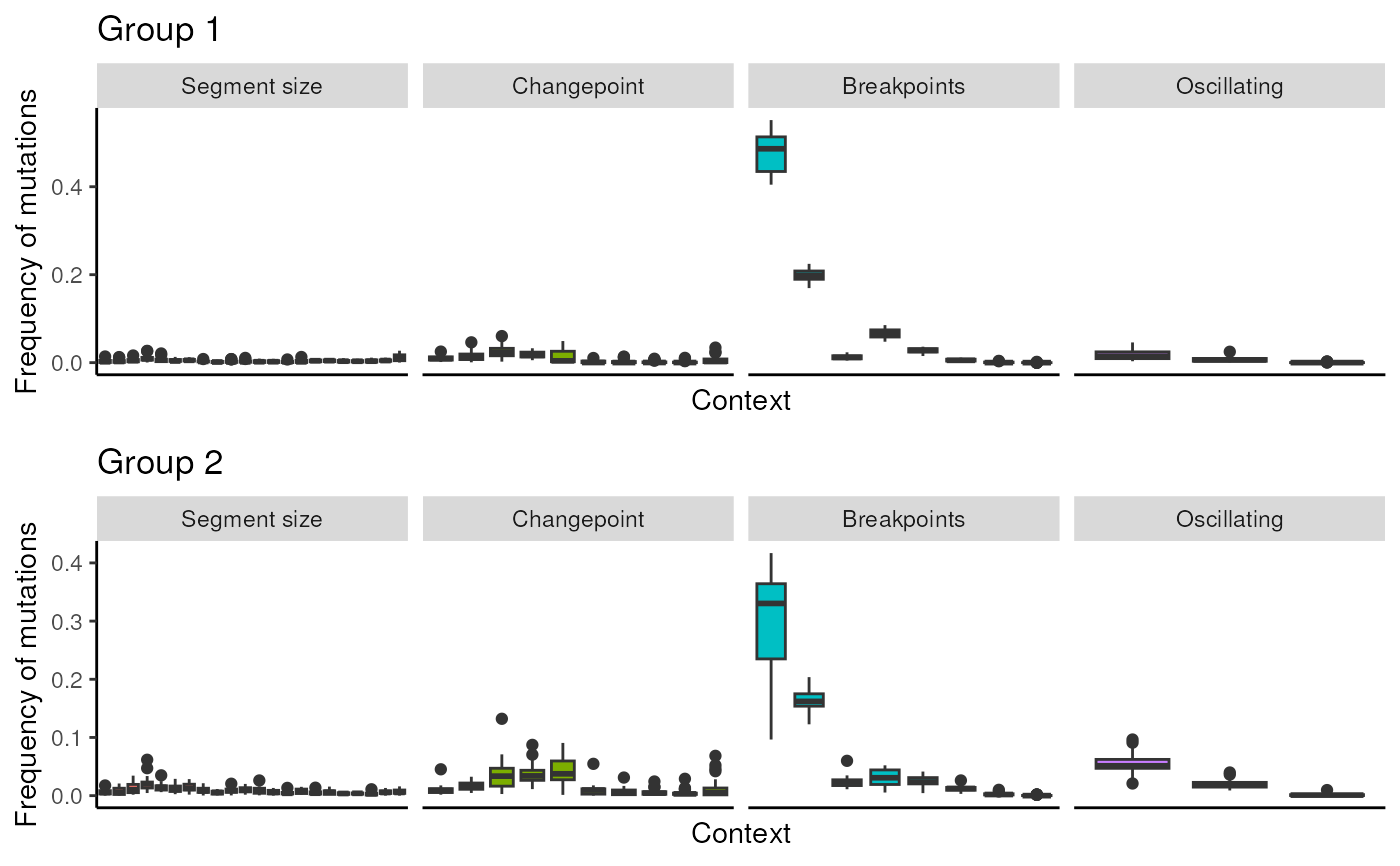 Group 1
Segment size Changepoint Breakpoints Oscillating
Frequency of mutations
0.4
0.2
0.0
Context
Group 2
Segment size Changepoint Breakpoints Oscillating
Frequency of mutations
0.4
0.3
0.2
0.1
0.0
Context